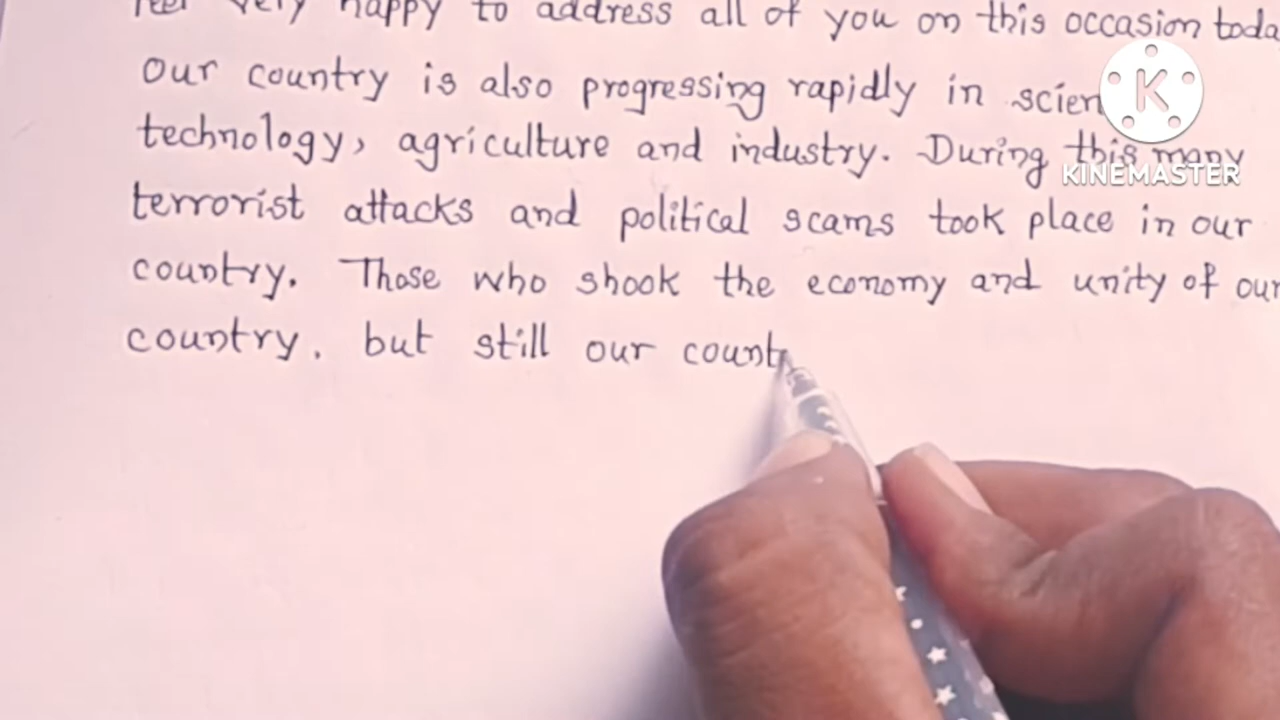 feel very happy to address all of you on this occasion toda
Our country is also progressing rapidly in scien
technology, agriculture and industry. During this many
terrorist attacks and political scams took place in our
country. Those who shook the economy and unity of our
country. but still our count
K
KINEMASTER